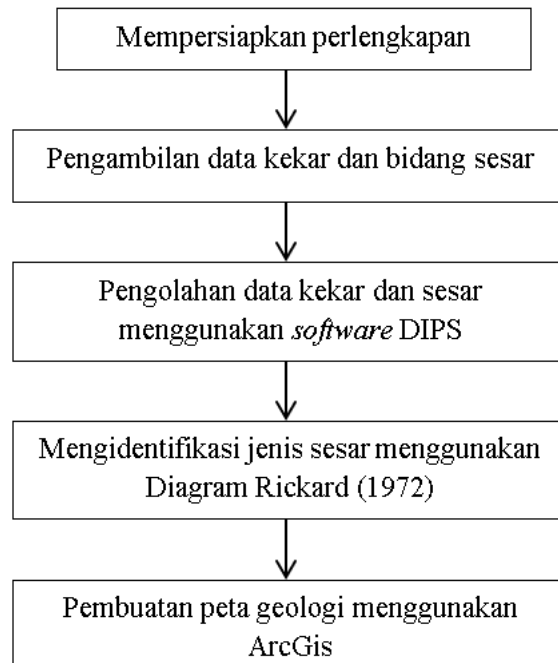 Mempersiapkan perlengkapan
Pengambilan data kekar dan bidang sesar
Pengolahan data kekar dan sesar
menggunakan software DIPS
Mengidentifikasi jenis sesar menggunakan
Diagram Rickard (1972)
Pembuatan peta geologi menggunakan
ArcGis